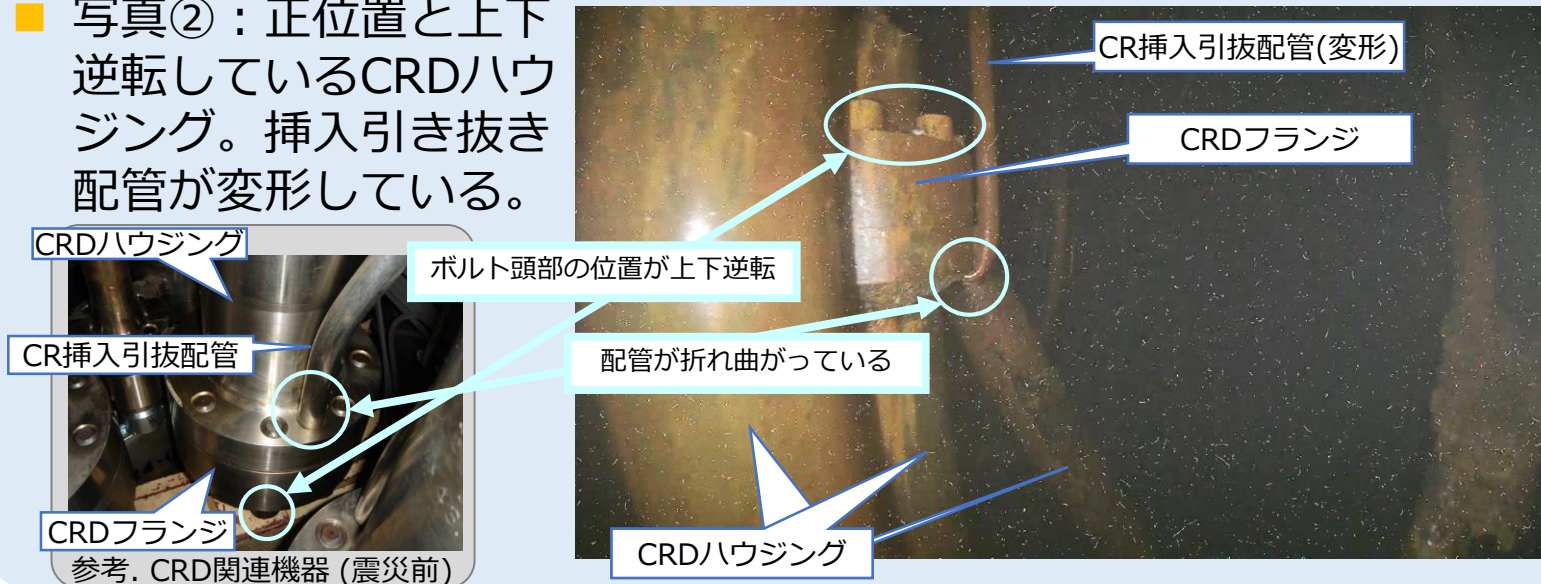 写真②：正位置と上下
逆転しているCRDハウ
ジング。挿入引き抜き
配管が変形している。
CR挿入引抜配管(変形)
CRDフランジ
CRDハウジング
ボルト頭部の位置が上下逆転
CR挿入引抜配管
配管が折れ曲がっている
CRDフランジ
CRDハウジング
参考. CRD関連機器 (震災前)